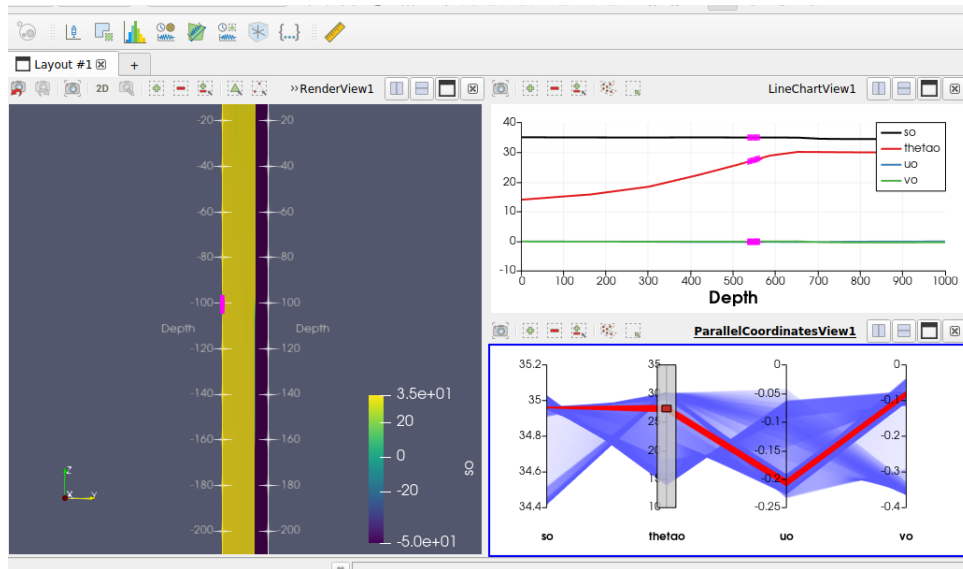 {...}
Layout #1
+
2D
»RenderView1
-20 20
-40 40
-60 60
-80 80
-100 100
Depth Depth
-120 120
-140 140
-160 160
-180 180
-200 200
3.5e+01
20
0
-20
-5.0e+01
so
Z
X
Y
LineChartView1
40
30
20
10
0
-10
0 100 200 300 400 500 600 700 800 900 1000
Depth
so
thetao
uo
vo
ParallelCoordinatesView1
35.2
35
34.8
34.6
34.4
35
30
25
20
15
10
0
-0.05
-0.1
-0.15
-0.2
-0.25
0
-0.1
-0.2
-0.3
-0.4
so thetao uo vo